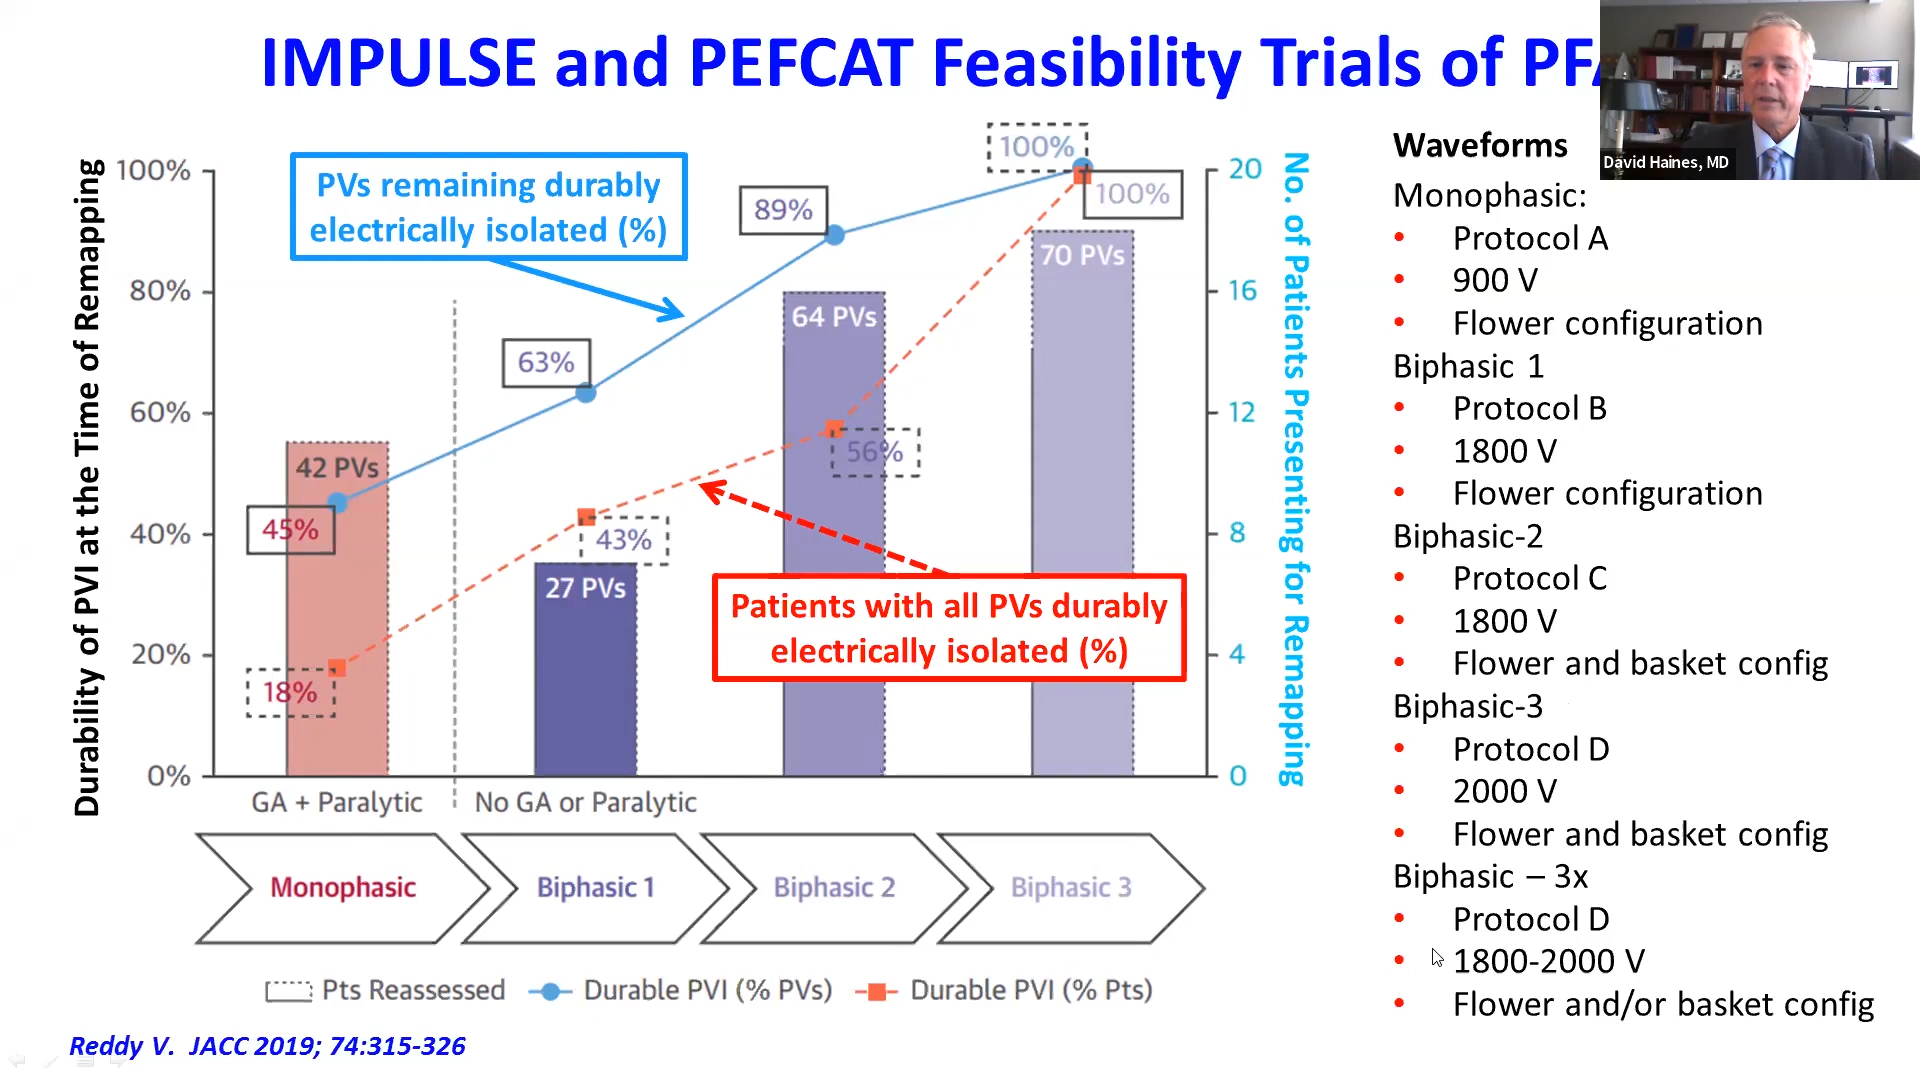 IMPULSE and PEFCAT Feasibility Trials of PFA
David Haines, MD
Durability of PVI at the Time of Remapping
100%
80%
60%
40%
20%
0%
PVs remaining durably
electrically isolated (%)
100%
100%
89%
63%
56%
45%
43%
18%
42 PVs
27 PVs
64 PVs
70 PVs
Patients with all PVs durably
electrically isolated (%)
20
16
12
8
4
0
No. of Patients Presenting for Remapping
GA + Paralytic
No GA or Paralytic
Monophasic
Biphasic 1
Biphasic 2
Biphasic 3
Pts Reassessed
Durable PVI (% PVs)
Durable PVI (% Pts)
Reddy V. JACC 2019; 74:315-326
Waveforms
Monophasic:
• Protocol A
• 900 V
• Flower configuration
Biphasic 1
• Protocol B
• 1800 V
• Flower configuration
Biphasic-2
• Protocol C
• 1800 V
• Flower and basket config
Biphasic-3
• Protocol D
• 2000 V
• Flower and basket config
Biphasic – 3x
• Protocol D
• 1800-2000 V
• Flower and/or basket config